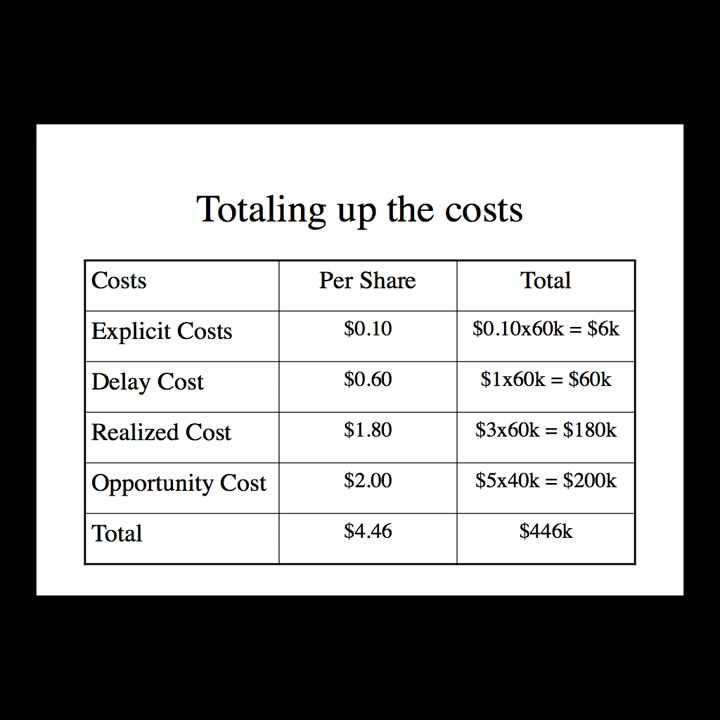 Totaling up the costs
Costs Per Share Total
Explicit Costs $0.10 $0.10x60k = $6k
Delay Cost $0.60 $1x60k = $60k
Realized Cost $1.80 $3x60k = $180k
Opportunity Cost $2.00 $5x40k = $200k
Total $4.46 $446k